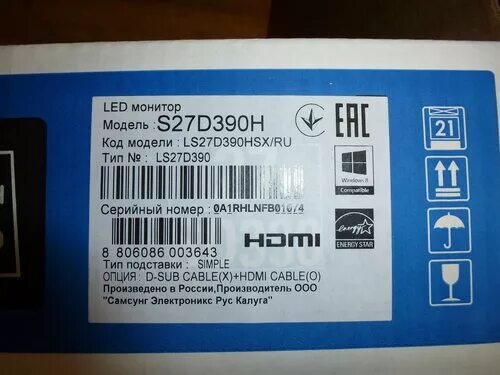 LED монитор
Модель : S27D390H
Код модели : LS27D390HSX/RU
Тип № : LS27D390
EAC
21
Windows 8
Compatible
Серийный номер : 0A1RHLNFB01674
HDMI
energy
ENERGY STAR
8 806086 003643
Тип подставки : SIMPLE
ОПЦИЯ : D-SUB CABLE(X)+HDMI CABLE(O)
Произведено в России,Производитель ООО
"Самсунг Электроникс Рус Калуга"